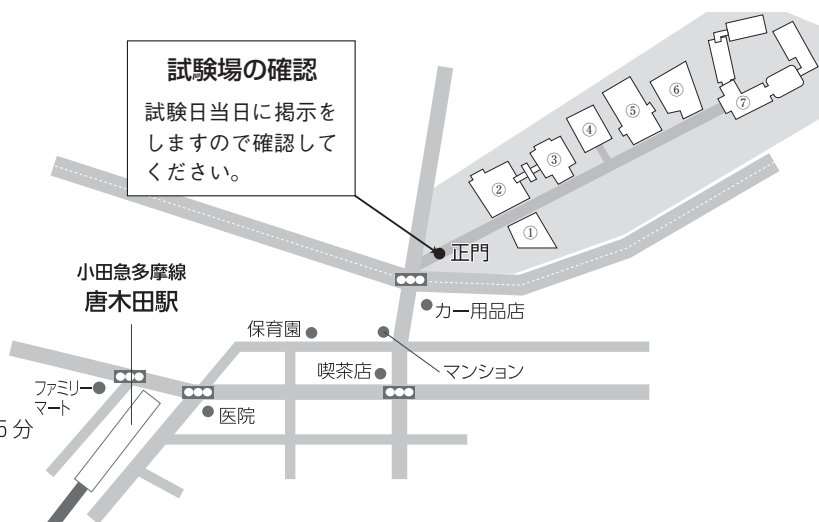 試験場の確認
試験日当日に掲示を
しますので確認して
ください。
⑦
⑥
⑤
④
③
②
①
正門
小田急多摩線
唐木田駅
カー用品店
保育園
喫茶店
マンション
ファミリー
マート
医院
5分